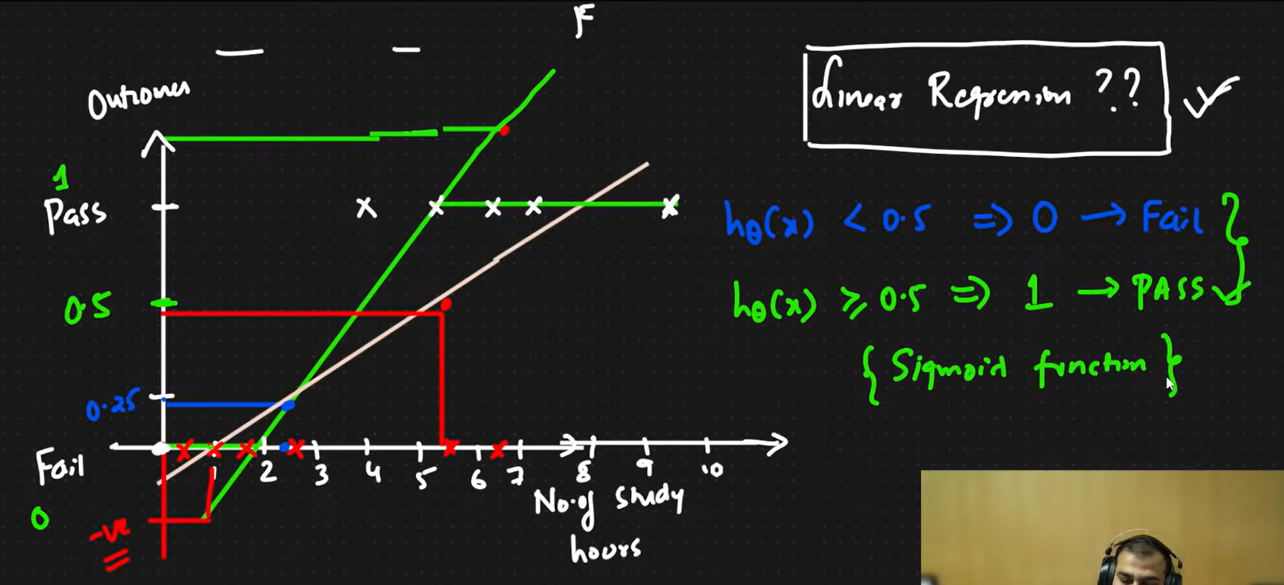 F
Outcomes
Linear Regression ??
1
Pass
0.5
0.25
Fail
0
-ve
1 2 3 4 5 6 7 8 9 10
No. of study
hours
hθ(x) < 0.5 ⇒ 0 → Fail
hθ(x) ≥ 0.5 ⇒ 1 → PASS
{ Sigmoid function }